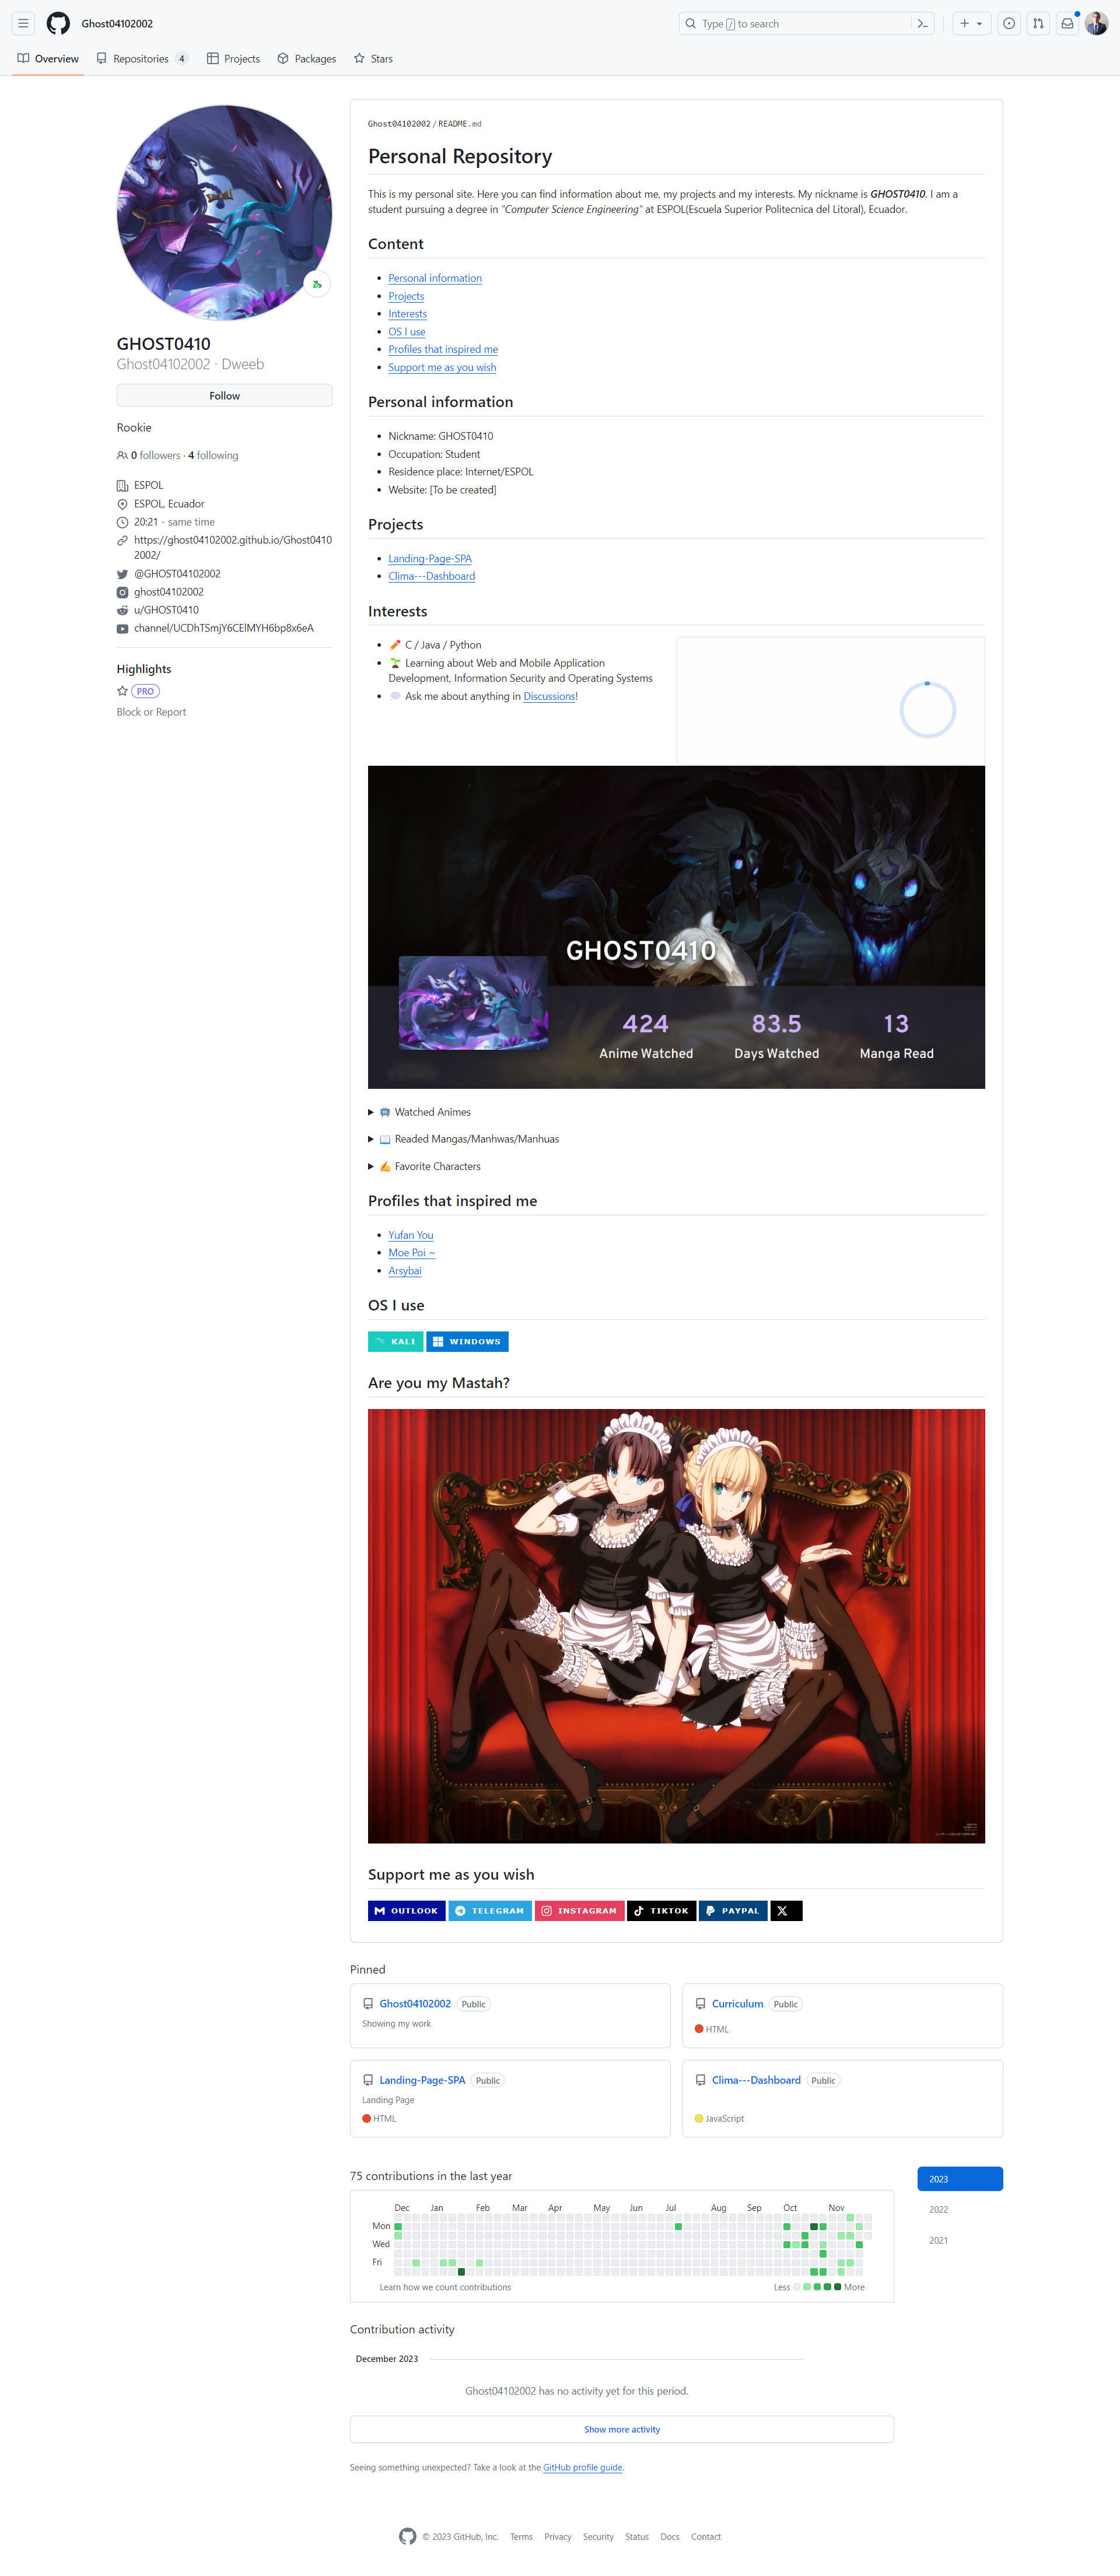 Ghost04102002
Type / to search
Overview
Repositories 4
Projects
Packages
Stars
GHOST0410
Ghost04102002 · Dweeb
Follow
Rookie
0 followers · 4 following
ESPOL
ESPOL, Ecuador
20:21 - same time
https://ghost04102002.github.io/Ghost0410
2002/
@GHOST04102002
ghost04102002
u/GHOST0410
channel/UCDhTSmjY6CElMYH6bp8x6eA
Highlights
PRO
Block or Report
Ghost04102002 / README.md
Personal Repository
This is my personal site. Here you can find information about me, my projects and my interests. My nickname is GHOST0410. I am a
student pursuing a degree in "Computer Science Engineering" at ESPOL(Escuela Superior Politecnica del Litoral), Ecuador.
Content
Personal information
Projects
Interests
OS I use
Profiles that inspired me
Support me as you wish
Personal information
Nickname: GHOST0410
Occupation: Student
Residence place: Internet/ESPOL
Website: [To be created]
Projects
Landing-Page-SPA
Clima---Dashboard
Interests
C / Java / Python
Learning about Web and Mobile Application
Development, Information Security and Operating Systems
Ask me about anything in Discussions!
GHOST0410
424
83.5
13
Anime Watched
Days Watched
Manga Read
Watched Animes
Readed Mangas/Manhwas/Manhuas
Favorite Characters
Profiles that inspired me
Yufan You
Moe Poi ~
Arsybai
OS I use
KALI
WINDOWS
Are you my Mastah?
Support me as you wish
OUTLOOK
TELEGRAM
INSTAGRAM
TIKTOK
PAYPAL
X
Pinned
Ghost04102002 Public
Showing my work
Curriculum Public
HTML
Landing-Page-SPA Public
Landing Page
HTML
Clima---Dashboard Public
JavaScript
75 contributions in the last year
2023
2022
2021
Dec Jan Feb Mar Apr May Jun Jul Aug Sep Oct Nov
Mon
Wed
Fri
Learn how we count contributions
Less More
Contribution activity
December 2023
Ghost04102002 has no activity yet for this period.
Show more activity
Seeing something unexpected? Take a look at the GitHub profile guide.
© 2023 GitHub, Inc. Terms Privacy Security Status Docs Contact